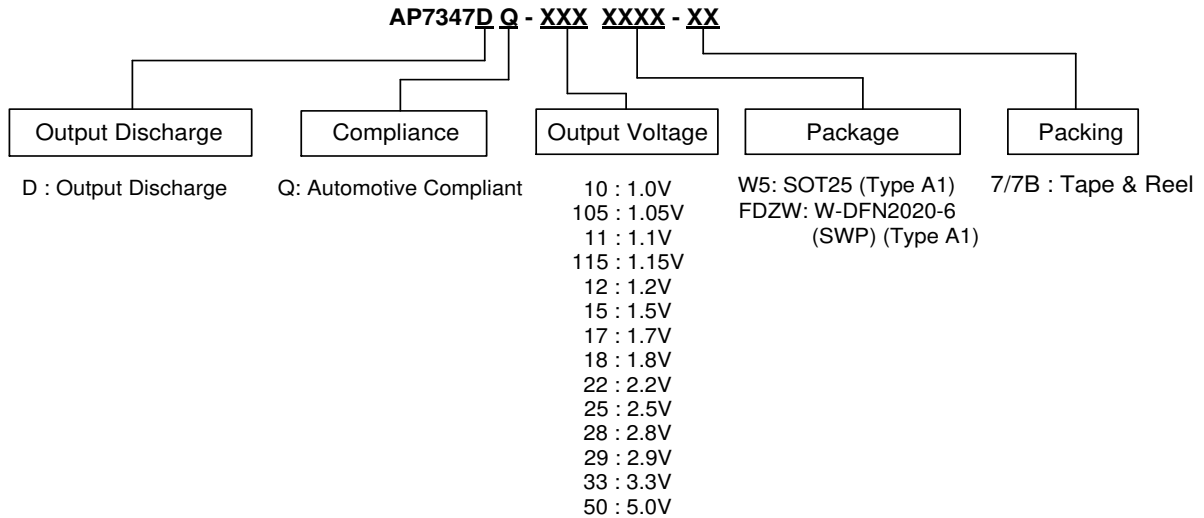 AP7347D Q - XXX XXXX - XX
Output Discharge
Compliance
Output Voltage
Package
Packing
D : Output Discharge
Q: Automotive Compliant
10 : 1.0V
105 : 1.05V
11 : 1.1V
115 : 1.15V
12 : 1.2V
15 : 1.5V
17 : 1.7V
18 : 1.8V
22 : 2.2V
25 : 2.5V
28 : 2.8V
29 : 2.9V
33 : 3.3V
50 : 5.0V
W5: SOT25 (Type A1)
FDZW: W-DFN2020-6
(SWP) (Type A1)
7/7B : Tape & Reel